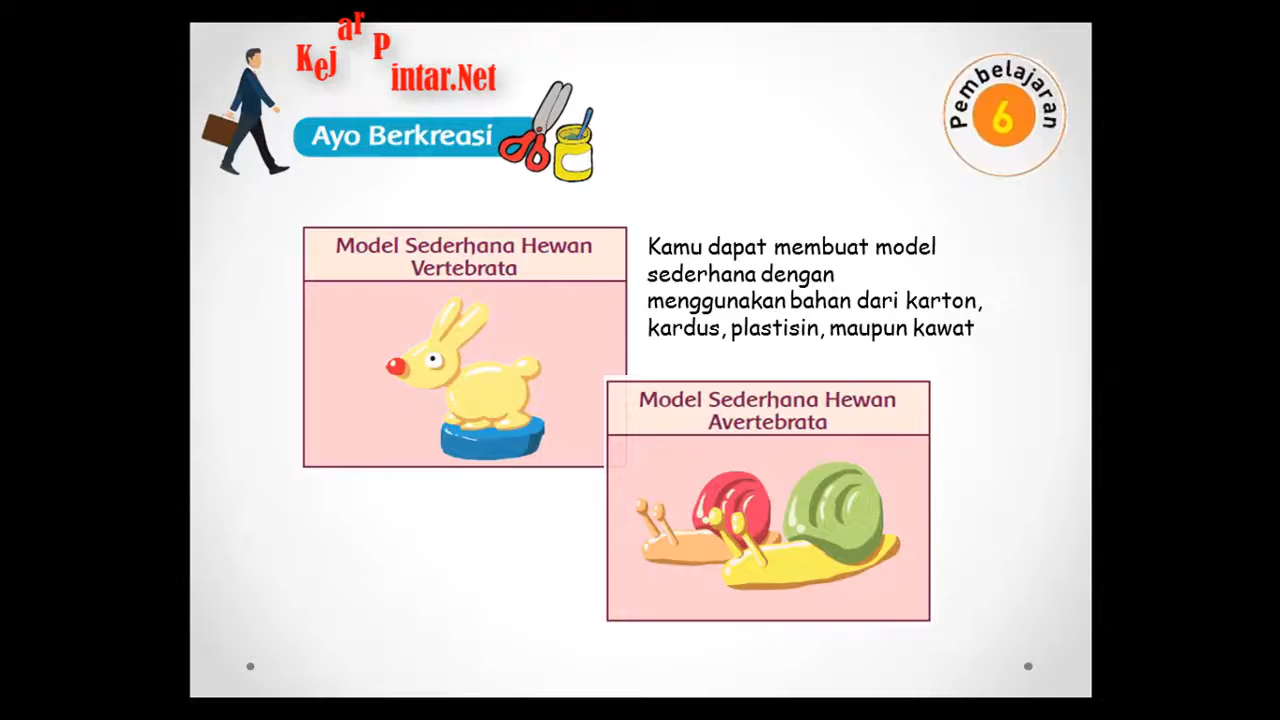 Kejar Pintar.Net
Ayo Berkreasi
Pembelajaran
6
Model Sederhana Hewan
Vertebrata
Kamu dapat membuat model
sederhana dengan
menggunakan bahan dari karton,
kardus, plastisin, maupun kawat
Model Sederhana Hewan
Avertebrata